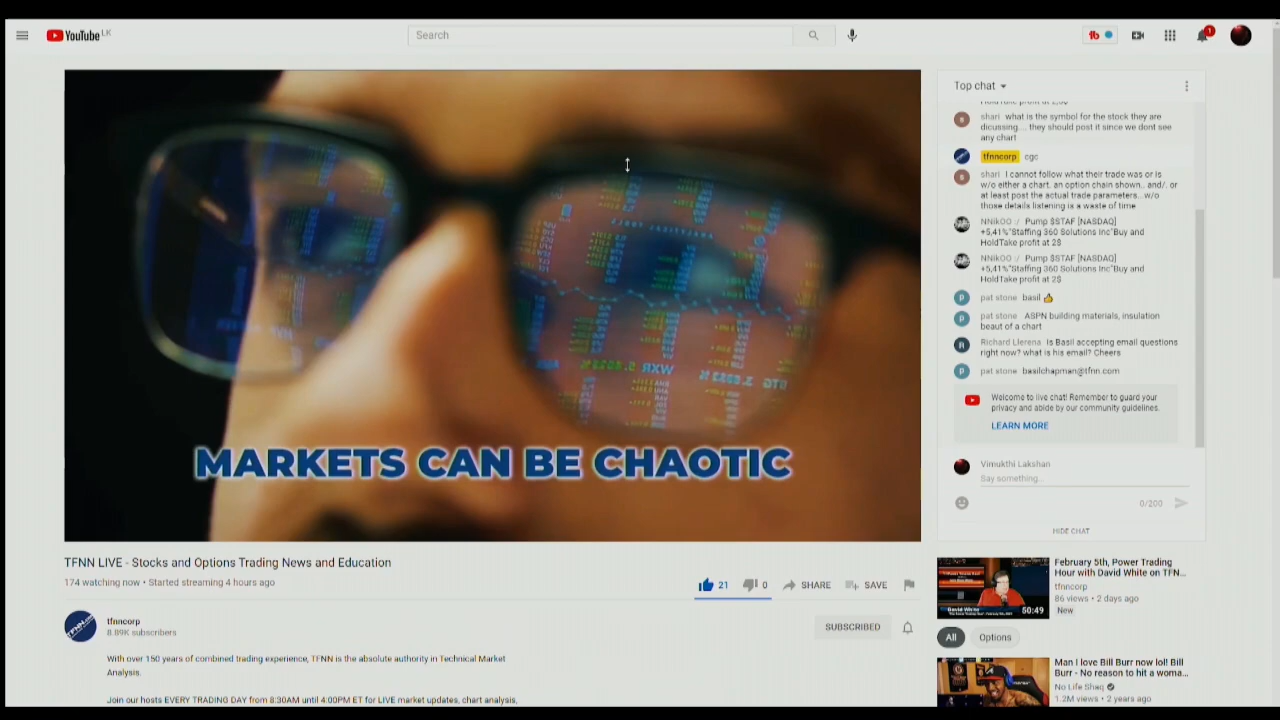 YouTube LK
Search
1
MARKETS CAN BE CHAOTIC
TFNN LIVE - Stocks and Options Trading News and Education
174 watching now • Started streaming 4 hours ago
21
0
SHARE
SAVE
tfnncorp
8.89K subscribers
SUBSCRIBED
With over 150 years of combined trading experience, TFNN is the absolute authority in Technical Market
Analysis.
Join our hosts EVERY TRADING DAY from 8:30AM until 4:00PM ET for LIVE market updates, chart analysis,
Top chat
shari what is the symbol for the stock they are
dicussing.... they should post it since we dont see
any chart
tfnncorp cgc
shari I cannot follow what their trade was or is
w/o either a chart, an option chain shown.. and/. or
at least post the actual trade parameters...w/o
those details listening is a waste of time
NNikOO :/ Pump $STAF [NASDAQ]
+5,41%"Staffing 360 Solutions Inc"Buy and
HoldTake profit at 2$
NNikOO :/ Pump $STAF [NASDAQ]
+5,41%"Staffing 360 Solutions Inc"Buy and
HoldTake profit at 2$
pat stone basil 👍
pat stone ASPN building materials, insulation
beaut of a chart
Richard Llerena Is Basil accepting email questions
right now? what is his email? Cheers
pat stone basilchapman@tfnn.com
Welcome to live chat! Remember to guard your
privacy and abide by our community guidelines.
LEARN MORE
Vimukthi Lakshan
Say something...
0/200
HIDE CHAT
50:49
February 5th, Power Trading
Hour with David White on TFN...
tfnncorp
86 views • 2 days ago
New
All
Options
Man I love Bill Burr now lol! Bill
Burr - No reason to hit a woma...
No Life Shaq
1.2M views • 2 years ago